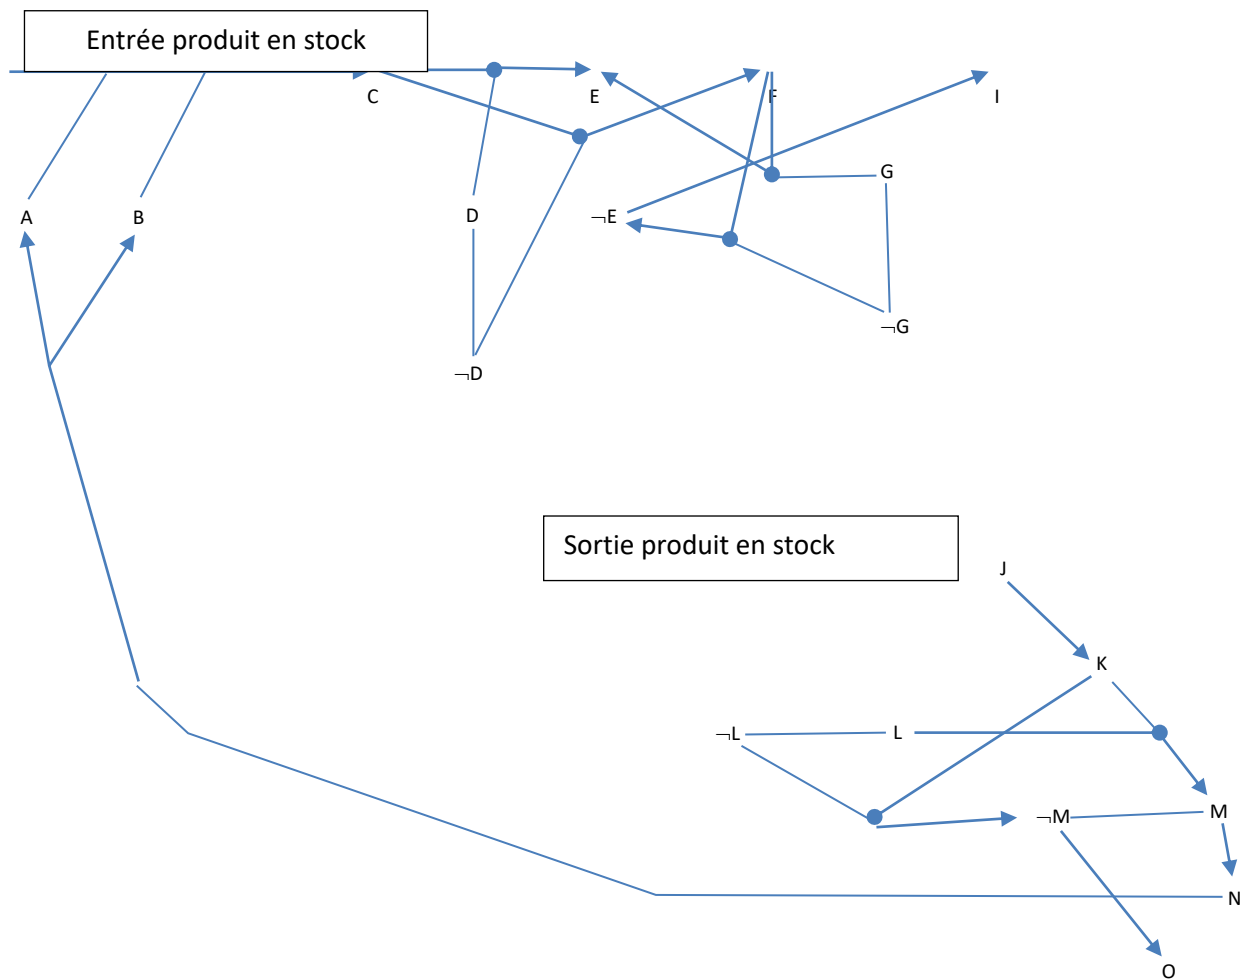 Entrée produit en stock
C
E
F
I
G
A
B
D
¬E
¬G
¬D
Sortie produit en stock
J
K
¬L
L
¬M
M
N
O